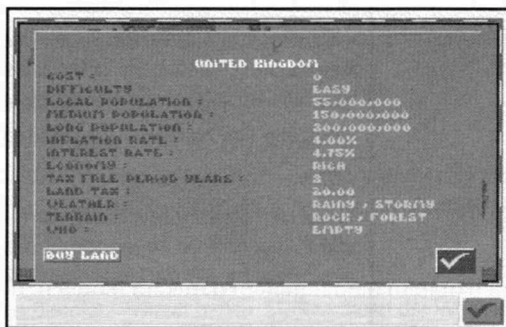 UNITED KINGDOM
COST : 0
DIFFICULTY EASY
LOCAL POPULATION : 55,000,000
MEDIUM POPULATION : 150,000,000
LONG POPULATION : 300,000,000
INFLATION RATE : 4.00%
INTEREST RATE : 4.75%
ECONOMY : RICH
TAX FREE PERIOD YEARS : 3
LAND TAX : 20.00
WEATHER : RAINY , STORMY
TERRAIN : ROCK , FOREST
WHO : EMPTY
BUY LAND